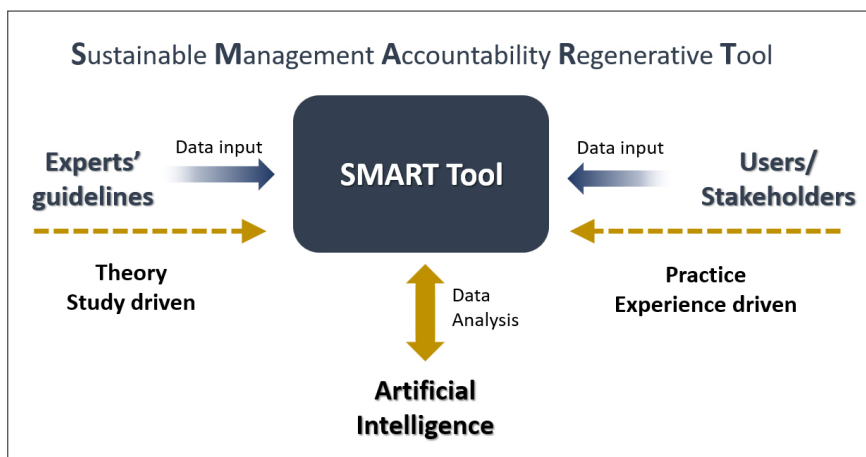 Sustainable Management Accountability Regenerative Tool
Experts'
guidelines
Data input
SMART Tool
Data input
Users/
Stakeholders
Theory
Study driven
Practice
Experience driven
Data
Analysis
Artificial
Intelligence